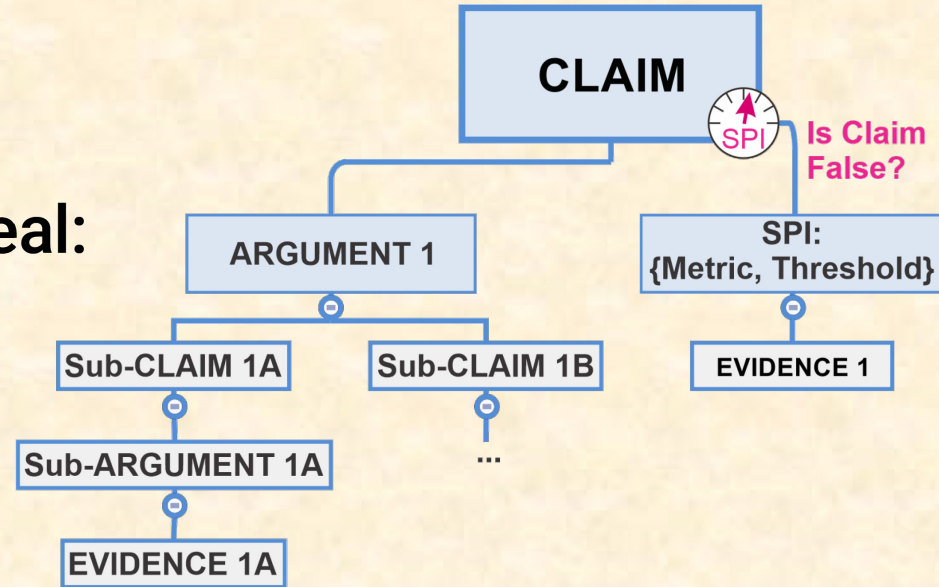 CLAIM
SPI
Is Claim
False?
eal:
ARGUMENT 1
SPI:
{Metric, Threshold}
Sub-CLAIM 1A
Sub-CLAIM 1B
EVIDENCE 1
Sub-ARGUMENT 1A
...
EVIDENCE 1A